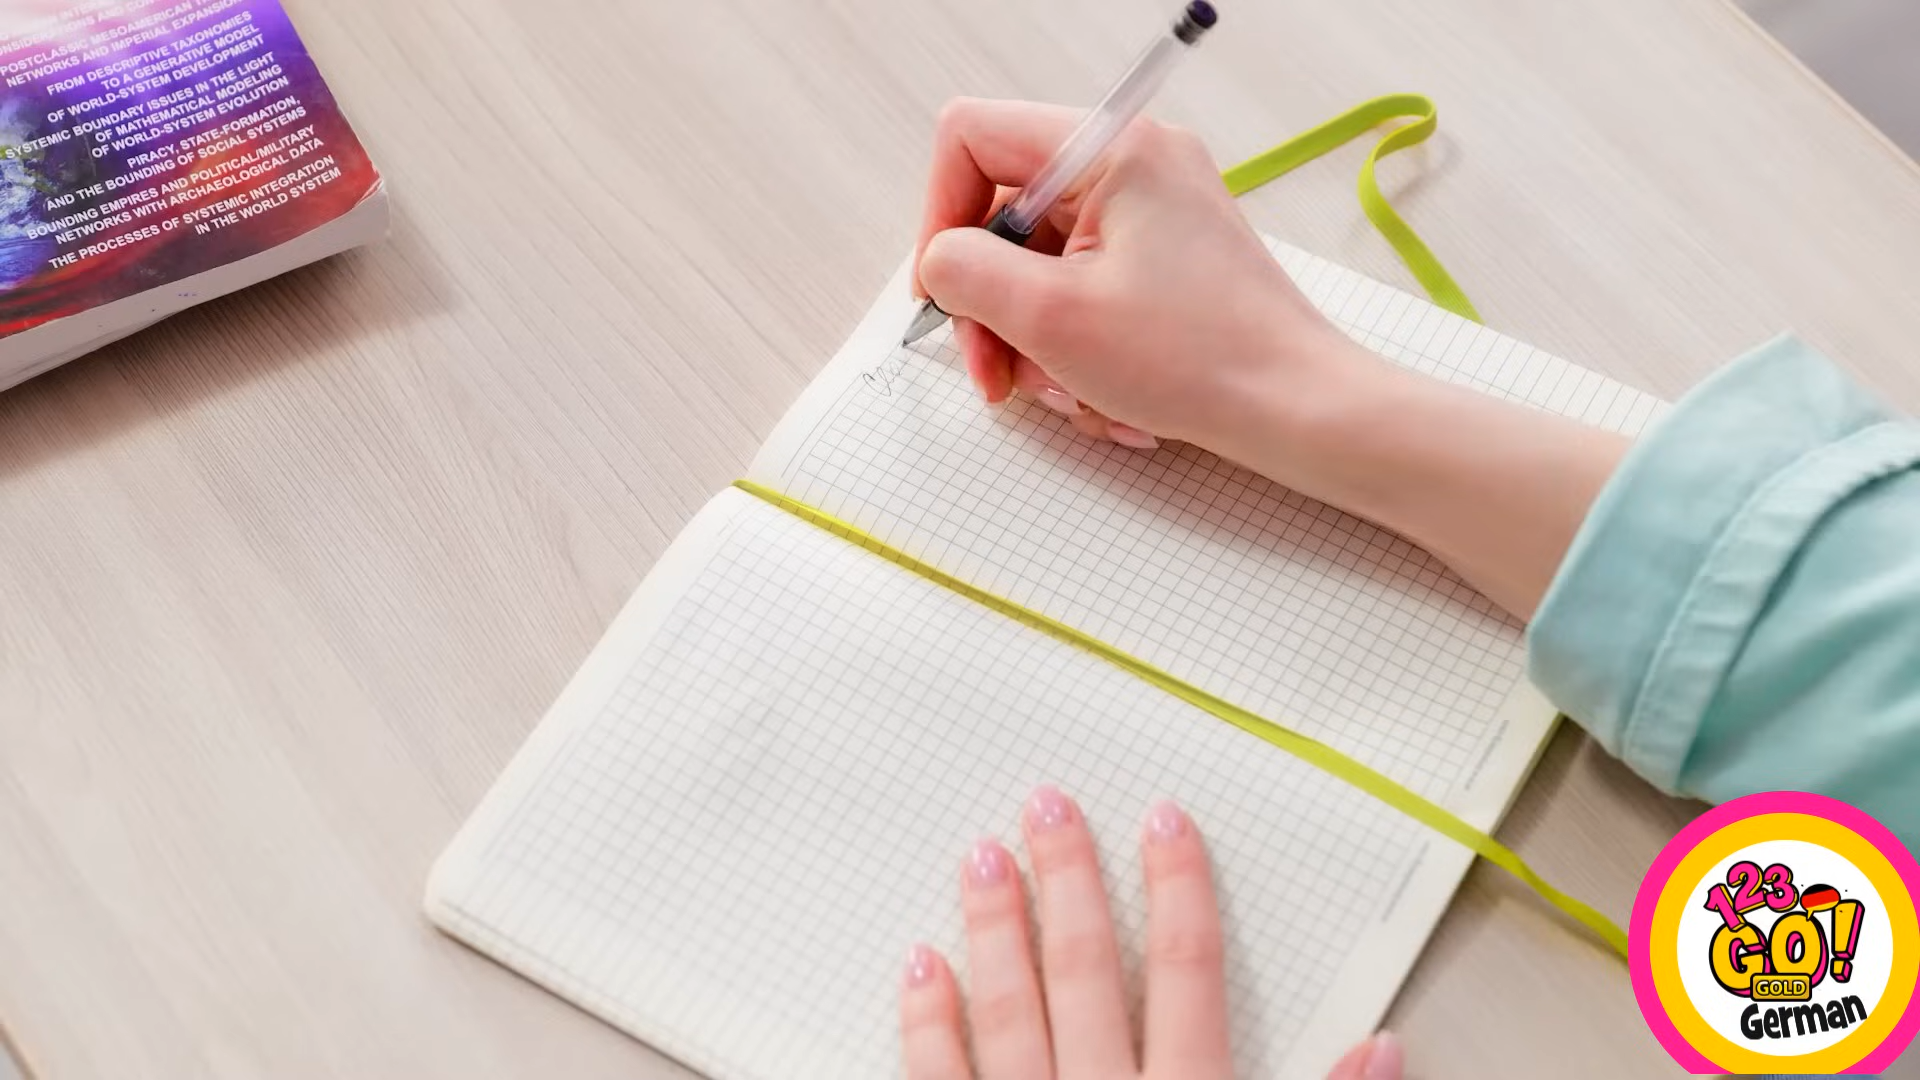 POSTCLASSIC MESOAMERICAN
NETWORKS AND IMPERIAL EXPANSION
FROM DESCRIPTIVE TAXONOMIES
TO A GENERATIVE MODEL
OF WORLD-SYSTEM DEVELOPMENT
SYSTEMIC BOUNDARY ISSUES IN THE LIGHT
OF MATHEMATICAL MODELING
OF WORLD-SYSTEM EVOLUTION
PIRACY, STATE-FORMATION,
AND THE BOUNDING OF SOCIAL SYSTEMS
BOUNDING EMPIRES AND POLITICAL/MILITARY
NETWORKS WITH ARCHAEOLOGICAL DATA
THE PROCESSES OF SYSTEMIC INTEGRATION
IN THE WORLD SYSTEM
123
GO!
GOLD
German